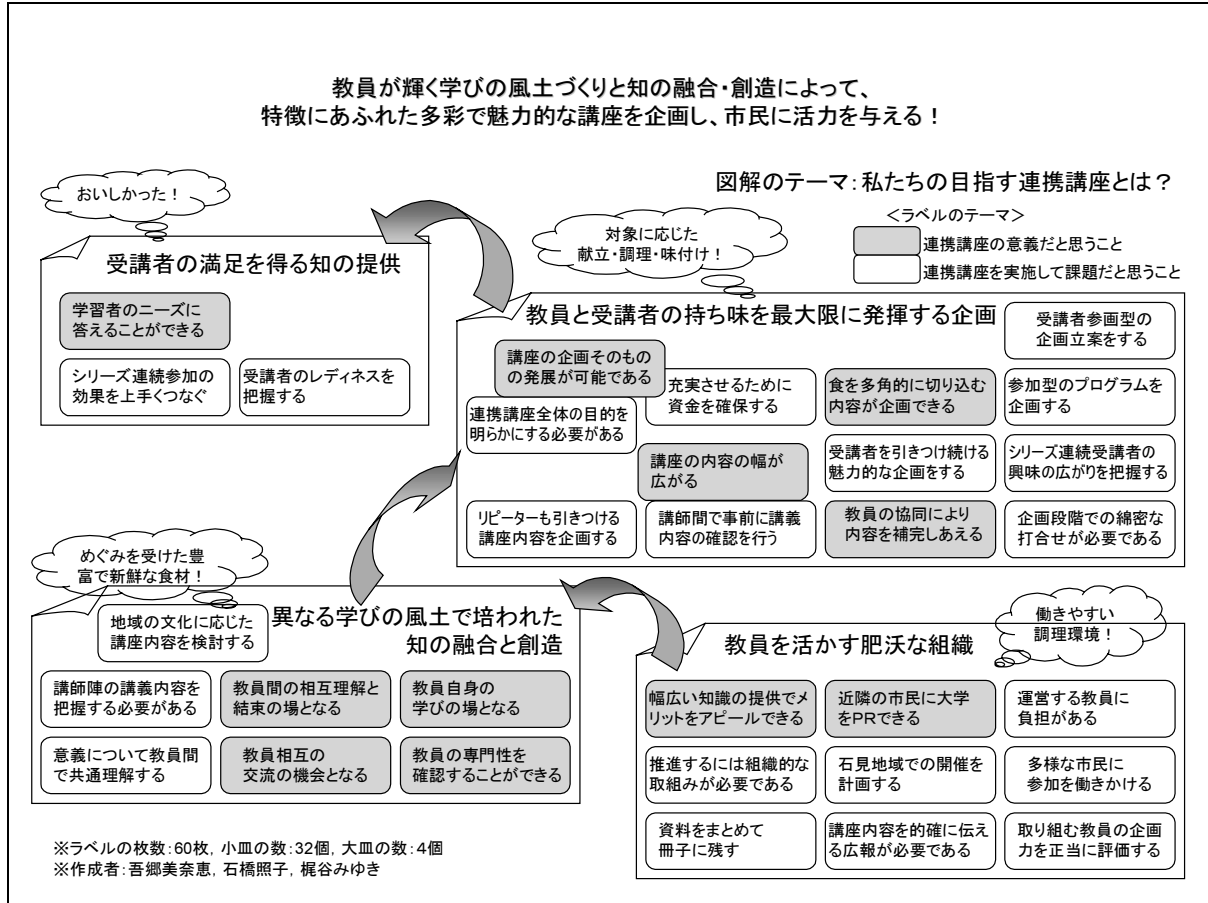 教員が輝く学びの風土づくりと知の融合・創造によって、
特徴にあふれた多彩で魅力的な講座を企画し、市民に活力を与える！
図解のテーマ：私たちの目指す連携講座とは？
＜ラベルのテーマ＞
連携講座の意義だと思うこと
連携講座を実施して課題だと思うこと
おいしかった！
受講者の満足を得る知の提供
学習者のニーズに
答えることができる
シリーズ連続参加の
効果を上手くつなぐ
受講者のレディネスを
把握する
対象に応じた
献立・調理・味付け！
教員と受講者の持ち味を最大限に発揮する企画
受講者参画型の
企画立案をする
講座の企画そのもの
の発展が可能である
充実させるために
資金を確保する
食を多角的に切り込む
内容が企画できる
参加型のプログラムを
企画する
連携講座全体の目的を
明らかにする必要がある
講座の内容の幅が
広がる
受講者を引きつけ続ける
魅力的な企画をする
シリーズ連続受講者の
興味の広がりを把握する
リピーターも引きつける
講座内容を企画する
講師間で事前に講義
内容の確認を行う
教員の協同により
内容を補完しあえる
企画段階での綿密な
打合せが必要である
めぐみを受けた豊
富で新鮮な食材！
異なる学びの風土で培われた
知の融合と創造
地域の文化に応じた
講座内容を検討する
講師陣の講義内容を
把握する必要がある
教員間の相互理解と
結束の場となる
教員自身の
学びの場となる
意義について教員間
で共通理解する
教員相互の
交流の機会となる
教員の専門性を
確認することができる
働きやすい
調理環境！
教員を活かす肥沃な組織
幅広い知識の提供でメ
リットをアピールできる
近隣の市民に大学
をＰＲできる
運営する教員に
負担がある
推進するには組織的な
取組みが必要である
石見地域での開催を
計画する
多様な市民に
参加を働きかける
資料をまとめて
冊子に残す
講座内容を的確に伝え
る広報が必要である
取り組む教員の企画
力を正当に評価する
※ラベルの枚数：60枚，小皿の数：32個，大皿の数：4個
※作成者：吾郷美奈恵，石橋照子，梶谷みゆき